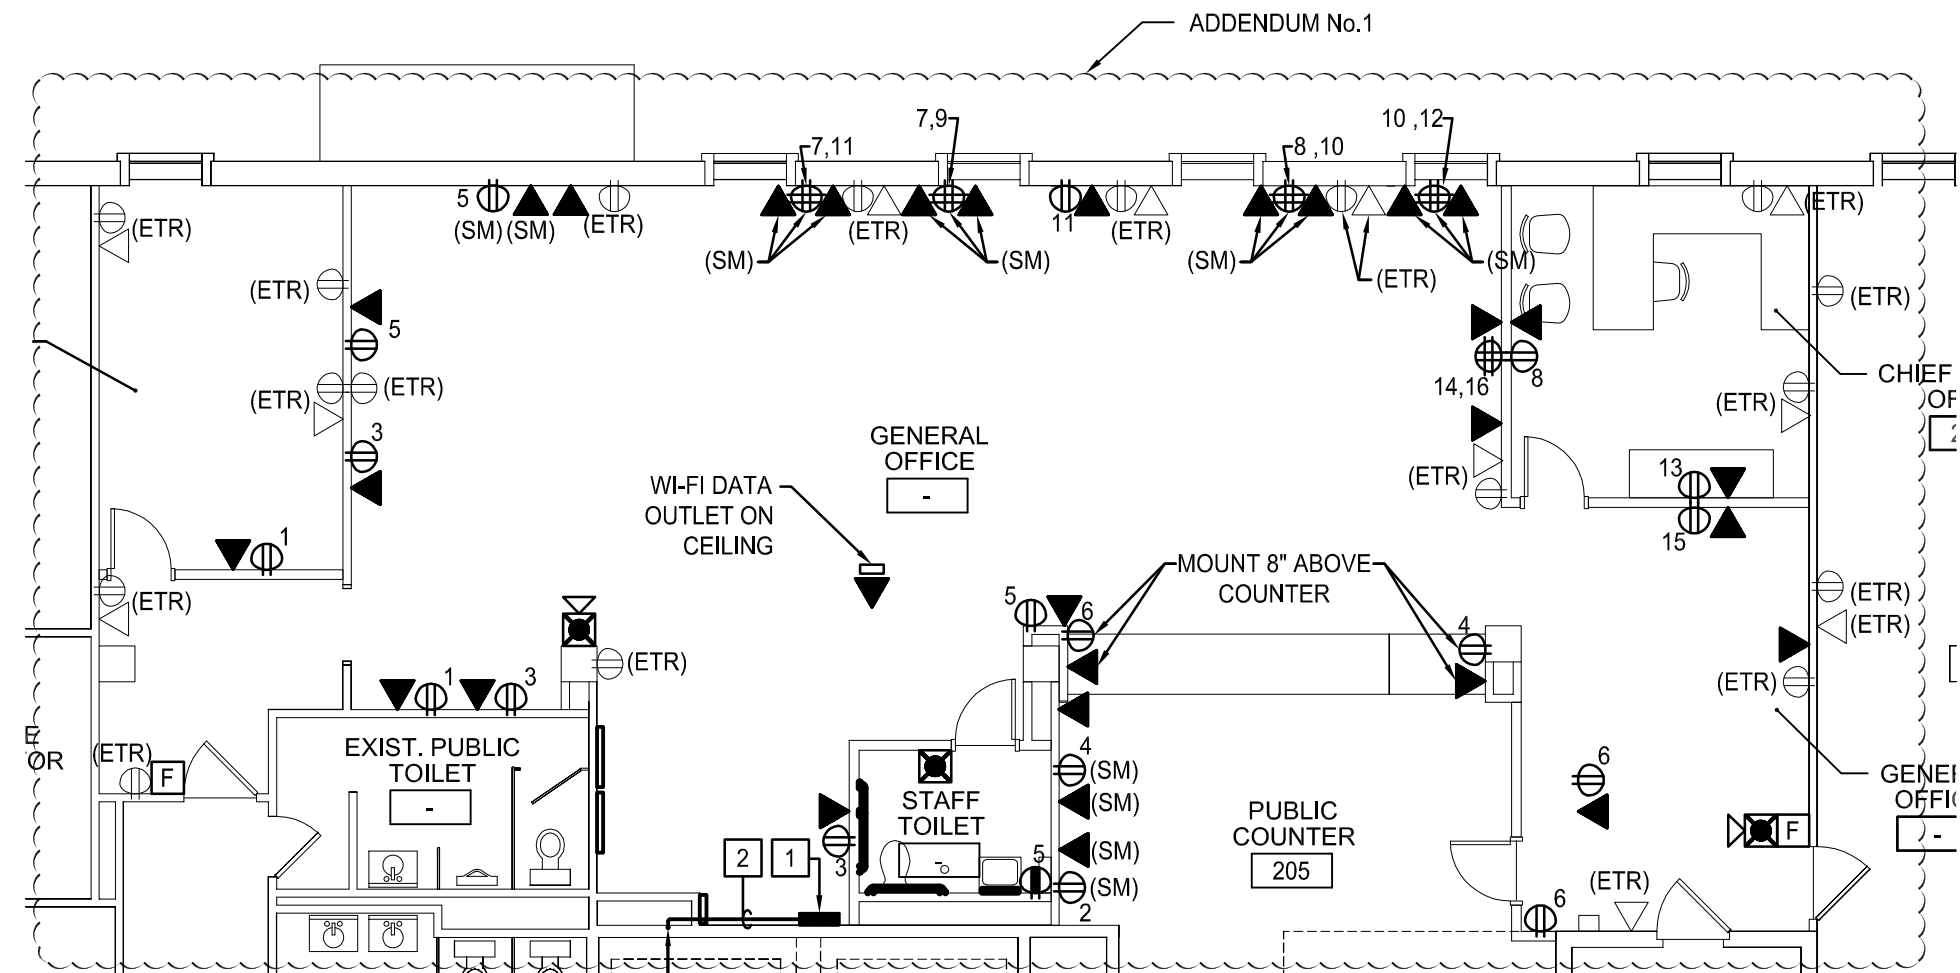 ADDENDUM No.1
7,11
7,9
8 ,10
10 ,12
5
(SM)
(SM)
(ETR)
(SM)
(ETR)
(SM)
11
(ETR)
(SM)
(ETR)
(SM)
(ETR)
(ETR)
(ETR)
5
(ETR)
(ETR)
(ETR)
3
14,16
8
CHIEF
(ETR)
(ETR)
GENERAL
OFFICE
-
WI-FI DATA
OUTLET ON
CEILING
13
15
1
(ETR)
MOUNT 8" ABOVE
COUNTER
5
6
4
(ETR)
(ETR)
(ETR)
(ETR)
1
3
EXIST. PUBLIC
TOILET
-
(ETR)
F
4
(SM)
(SM)
(SM)
(SM)
2
STAFF
TOILET
-
5
3
2
1
PUBLIC
COUNTER
205
6
F
-
(ETR)
6